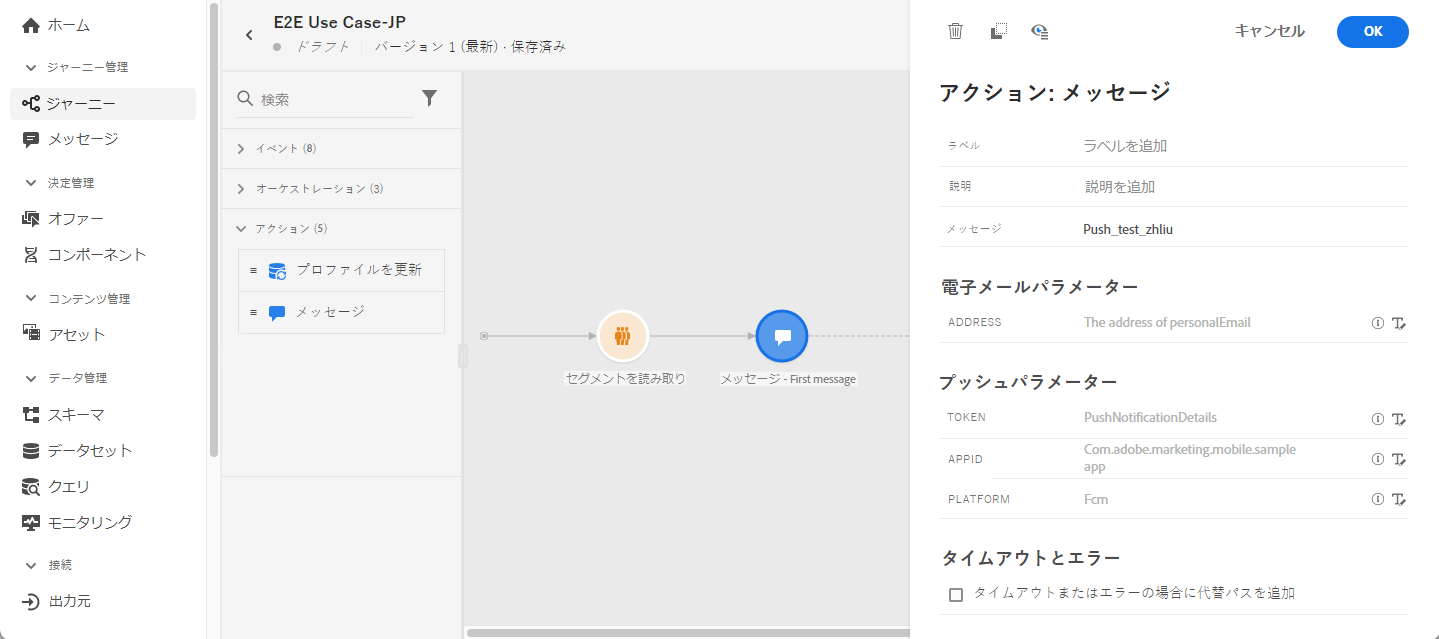 ホーム
ジャーニー管理
ジャーニー
メッセージ
決定管理
オファー
コンポーネント
コンテンツ管理
アセット
データ管理
スキーマ
データセット
クエリ
モニタリング
接続
出力元
E2E Use Case-JP
ドラフト バージョン 1 (最新) · 保存済み
検索
イベント (8)
オーケストレーション (3)
アクション (5)
プロファイルを更新
メッセージ
セグメントを読み取り
メッセージ - First message
キャンセル OK
アクション: メッセージ
ラベル ラベルを追加
説明 説明を追加
メッセージ Push_test_zhliu
電子メールパラメーター
ADDRESS The address of personalEmail
プッシュパラメーター
TOKEN PushNotificationDetails
APPID Com.adobe.marketing.mobile.sample
app
PLATFORM Fcm
タイムアウトとエラー
タイムアウトまたはエラーの場合に代替パスを追加